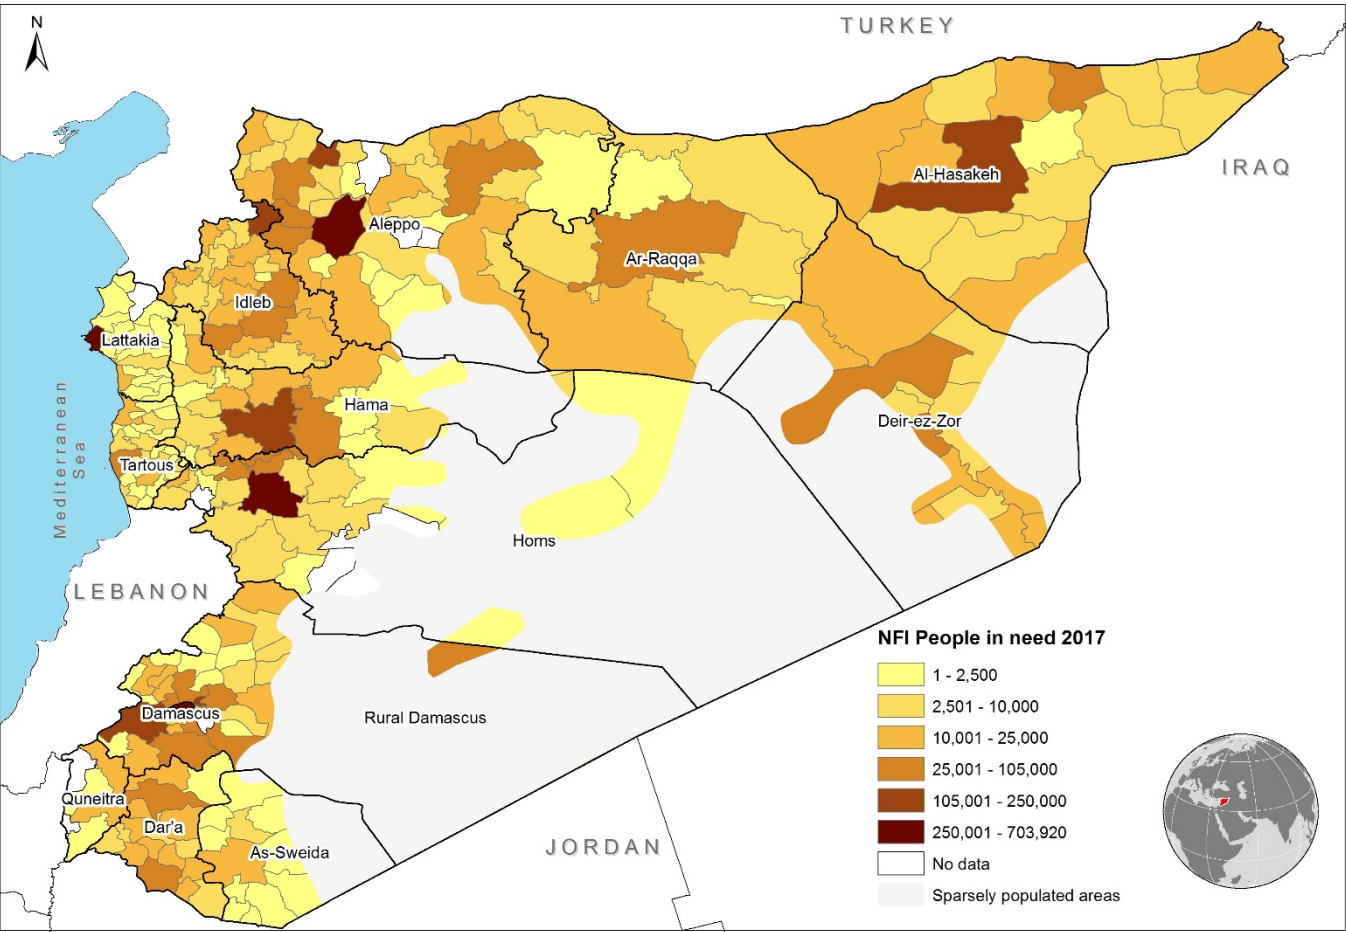 N
TURKEY
IRAQ
Al-Hasakeh
Aleppo
Ar-Raqqa
Idleb
Lattakia
Hama
Deir-ez-Zor
Tartous
Mediterranean
Sea
Homs
LEBANON
Damascus
Rural Damascus
Quneitra
Dar'a
As-Sweida
JORDAN
NFI People in need 2017
1 - 2,500
2,501 - 10,000
10,001 - 25,000
25,001 - 105,000
105,001 - 250,000
250,001 - 703,920
No data
Sparsely populated areas